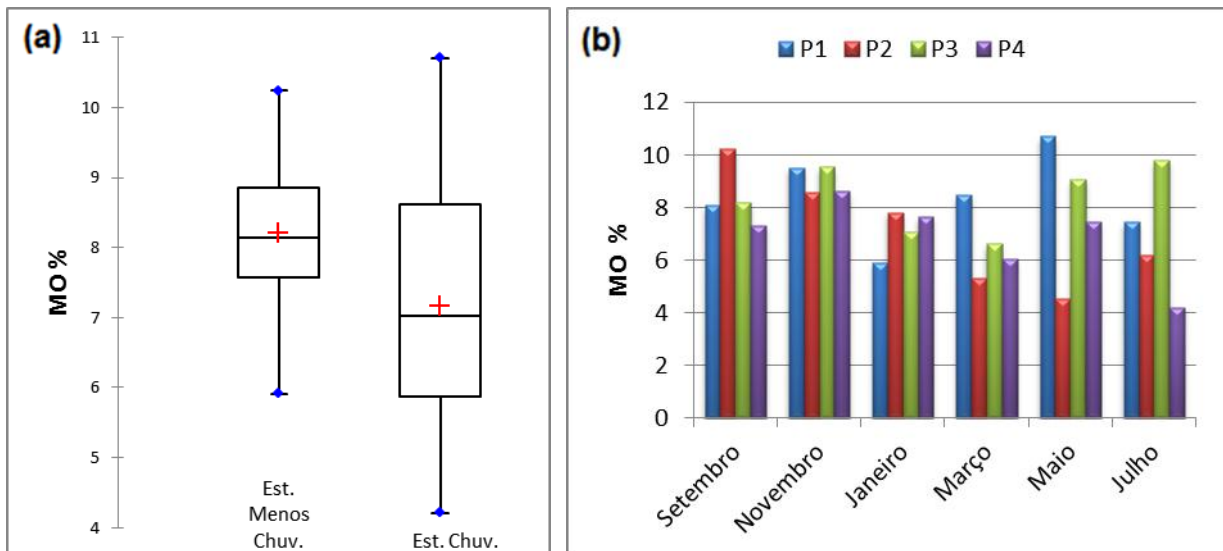 (a)
MO %
11
10
9
8
7
6
5
4
Est.
Menos
Chuv.
Est. Chuv.
(b)
P1 P2 P3 P4
MO %
12
10
8
6
4
2
0
Setembro
Novembro
Janeiro
Março
Maio
Julho